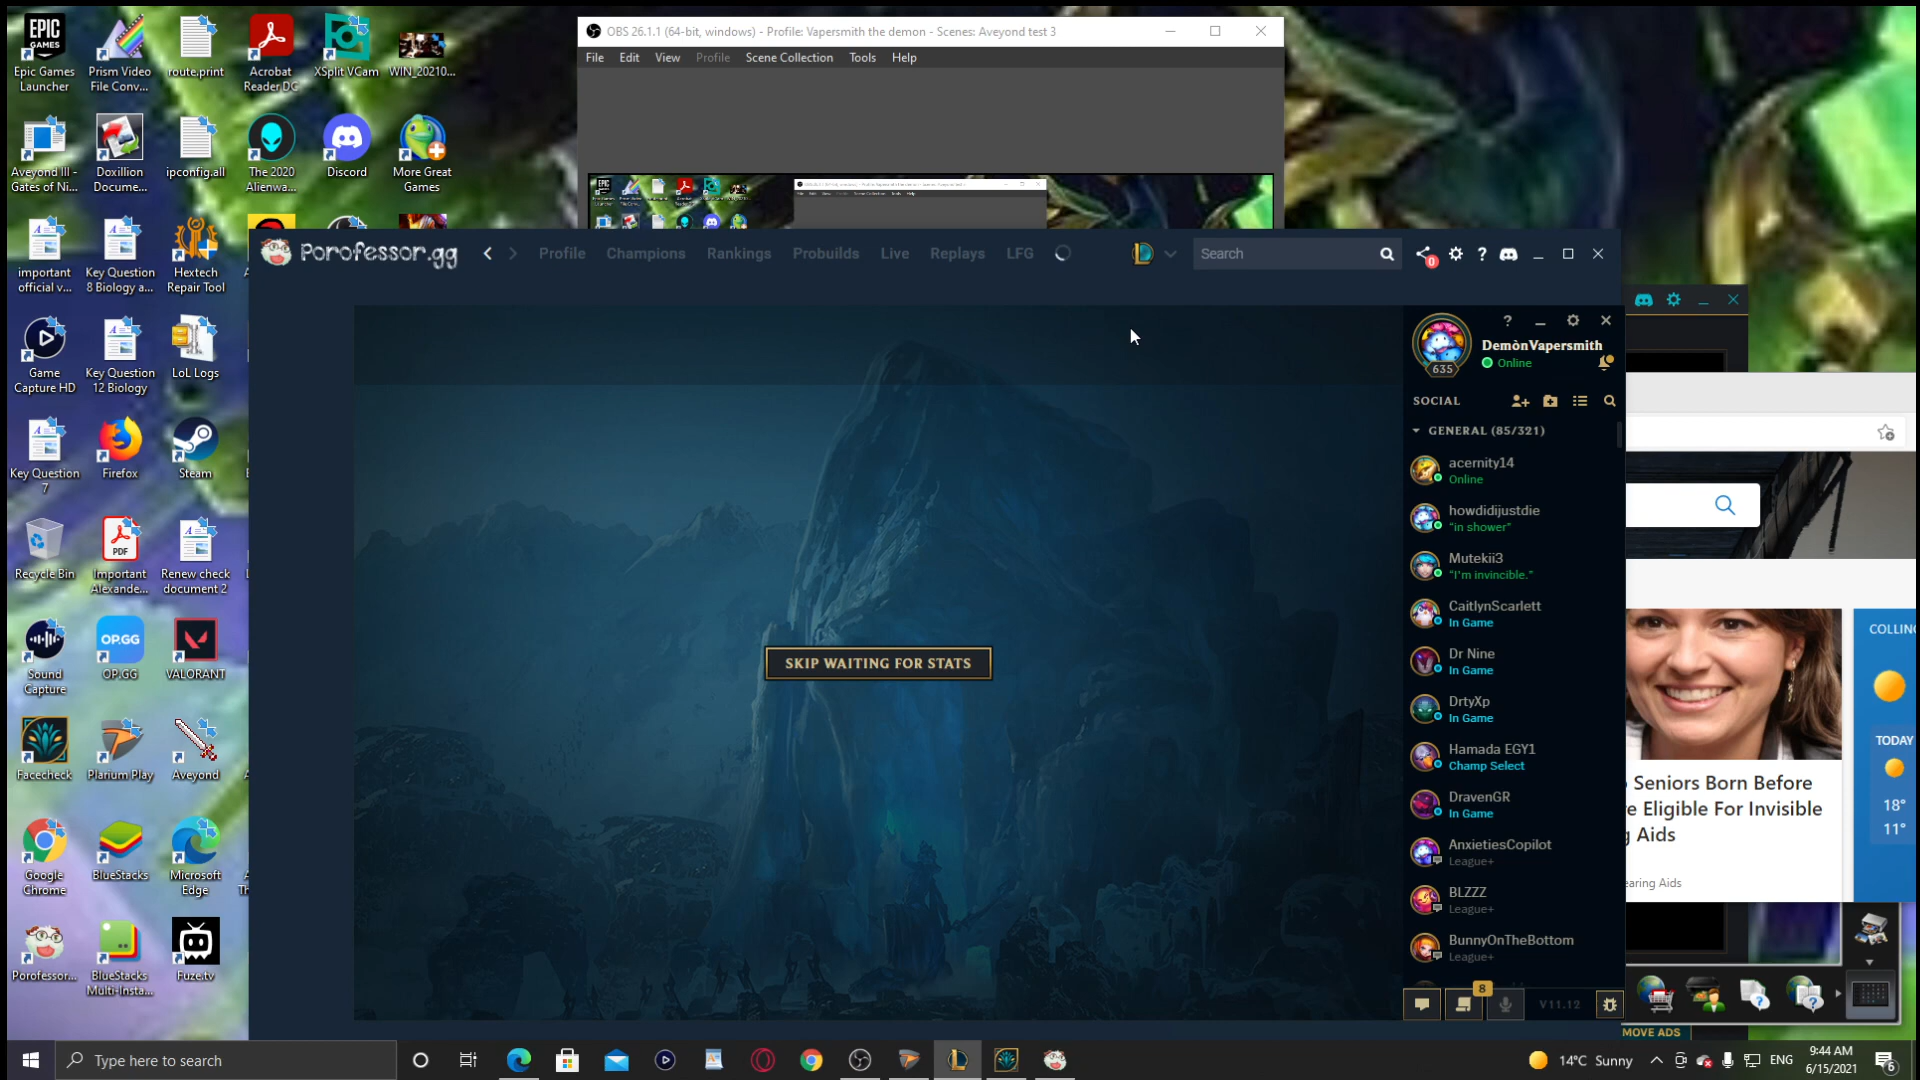 Epic Games
Launcher
Prism Video
File Conv...
route.print
Acrobat
Reader DC
XSplit VCam
WIN_20210...
Aveyond III -
Gates of Ni...
Doxillion
Docume...
ipconfig.all
The 2020
Alienwa...
Discord
More Great
Games
important
official v...
Key Question
8 Biology a...
Hextech
Repair Tool
Game
Capture HD
Key Question
12 Biology
LoL Logs
Key Question
7
Firefox
Steam
Recycle Bin
PDF
Important
Alexande...
Renew check
document 2
Sound
Capture
OP.GG
OP.GG
VALORANT
Facecheck
Plarium Play
Aveyond
Google
Chrome
BlueStacks
Microsoft
Edge
Porofessor...
BlueStacks
Multi-Insta...
Fuze.tv
OBS 26.1.1 (64-bit, windows) - Profile: Vapersmith the demon - Scenes: Aveyond test 3
File Edit View Profile Scene Collection Tools Help
Porofessor.gg
Profile Champions Rankings Probuilds Live Replays LFG
Search
0
SKIP WAITING FOR STATS
635
DemònVapersmith
Online
SOCIAL
GENERAL (85/321)
acernity14
Online
howdidijustdie
"in shower"
Mutekii3
"I'm invincible."
CaitlynScarlett
In Game
Dr Nine
In Game
DrtyXp
In Game
Hamada EGY1
Champ Select
DravenGR
In Game
AnxietiesCopilot
League+
BLZZZ
League+
BunnyOnTheBottom
League+
8
V11.12
COLLIN
TODAY
18°
11°
Seniors Born Before
e Eligible For Invisible
g Aids
earing Aids
MOVE ADS
Type here to search
14°C Sunny
ENG
9:44 AM
6/15/2021
6